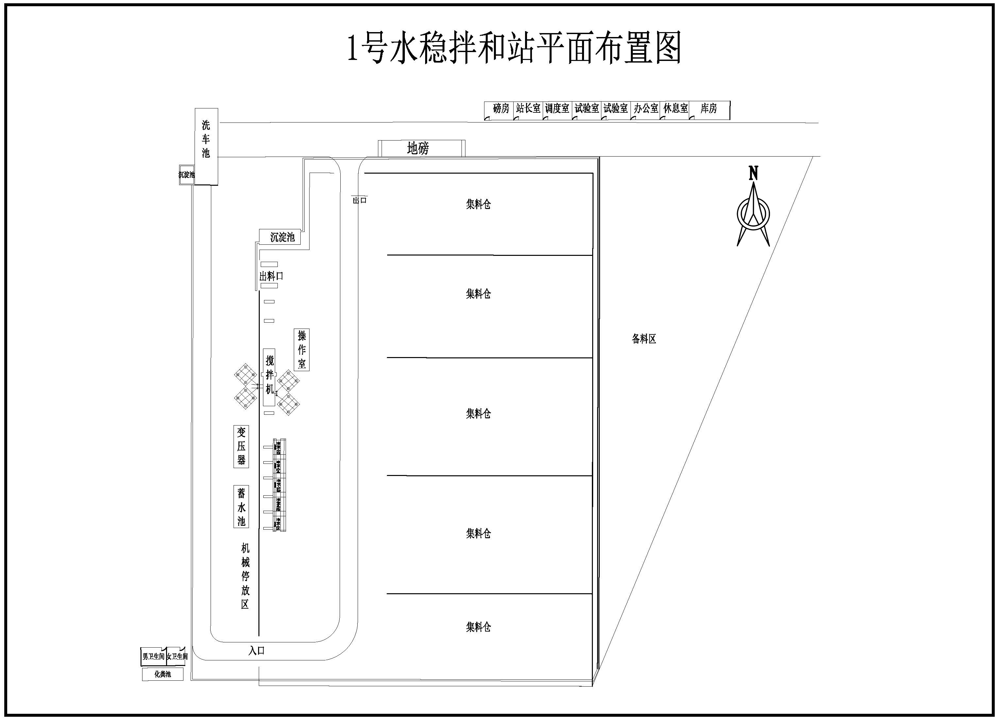 1号水稳拌和站平面布置图
磅房
站长室
调度室
试验室
试验室
办公室
休息室
库房
洗车池
地磅
沉淀池
N
出口
集料仓
沉淀池
出料口
集料仓
操作室
备料区
搅拌机
集料仓
变压器
蓄水池
集料仓
机械停放区
集料仓
入口
男卫生间
女卫生间
化粪池